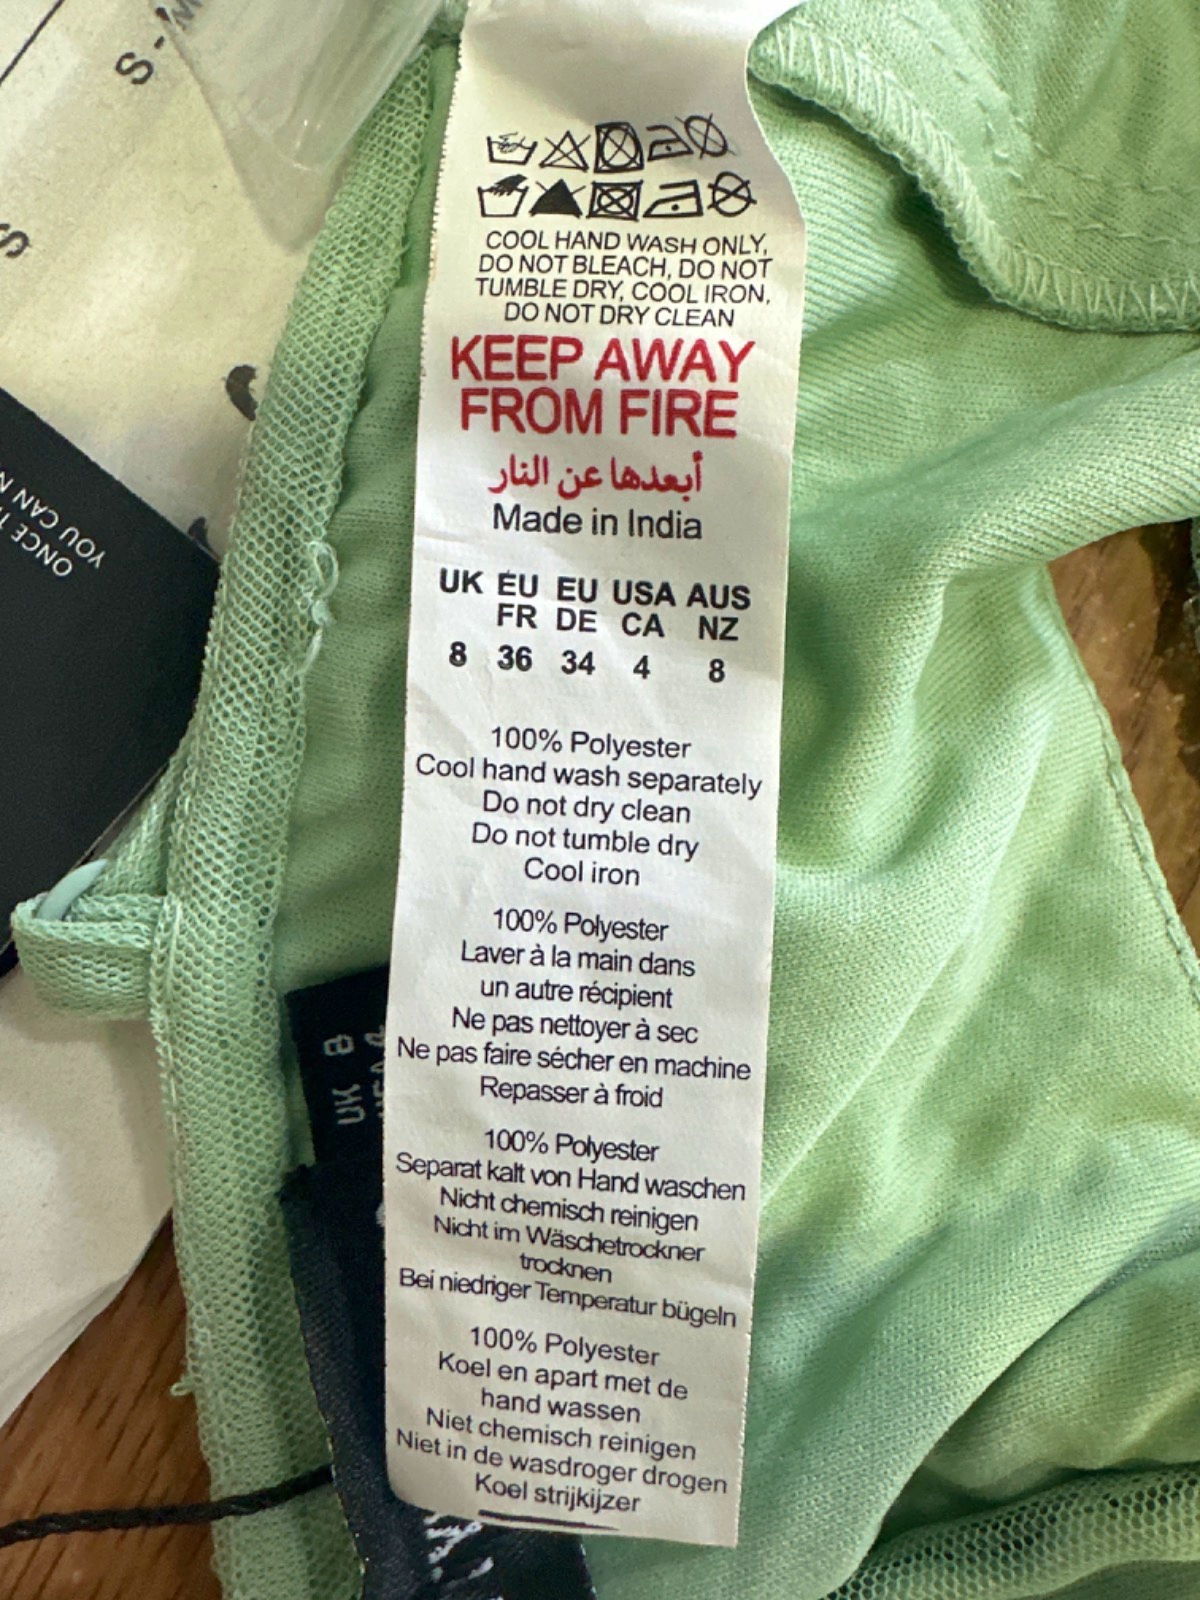 S-M
S
ONCE
YOU CAN
COOL HAND WASH ONLY,
DO NOT BLEACH, DO NOT
TUMBLE DRY, COOL IRON,
DO NOT DRY CLEAN
KEEP AWAY
FROM FIRE
أبعدها عن النار
Made in India
UK EU EU USA AUS
FR DE CA NZ
8 36 34 4 8
100% Polyester
Cool hand wash separately
Do not dry clean
Do not tumble dry
Cool iron
100% Polyester
Laver à la main dans
un autre récipient
Ne pas nettoyer à sec
Ne pas faire sécher en machine
Repasser à froid
100% Polyester
Separat kalt von Hand waschen
Nicht chemisch reinigen
Nicht im Wäschetrockner
trocknen
Bei niedriger Temperatur bügeln
100% Polyester
Koel en apart met de
hand wassen
Niet chemisch reinigen
Niet in de wasdroger drogen
Koel strijkijzer
UK 8